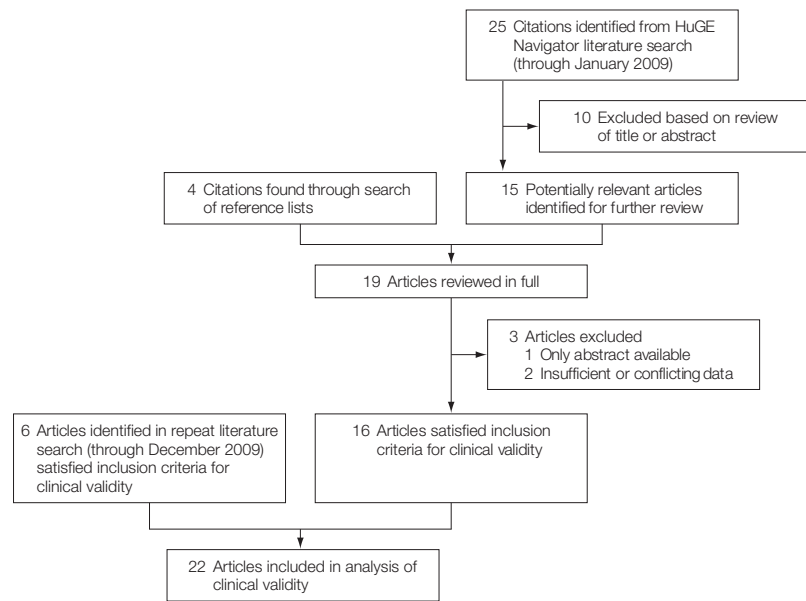 25 Citations identified from HuGE
Navigator literature search
(through January 2009)
10 Excluded based on review
of title or abstract
4 Citations found through search
of reference lists
15 Potentially relevant articles
identified for further review
19 Articles reviewed in full
3 Articles excluded
1 Only abstract available
2 Insufficient or conflicting data
6 Articles identified in repeat literature
search (through December 2009)
satisfied inclusion criteria for
clinical validity
16 Articles satisfied inclusion
criteria for clinical validity
22 Articles included in analysis of
clinical validity